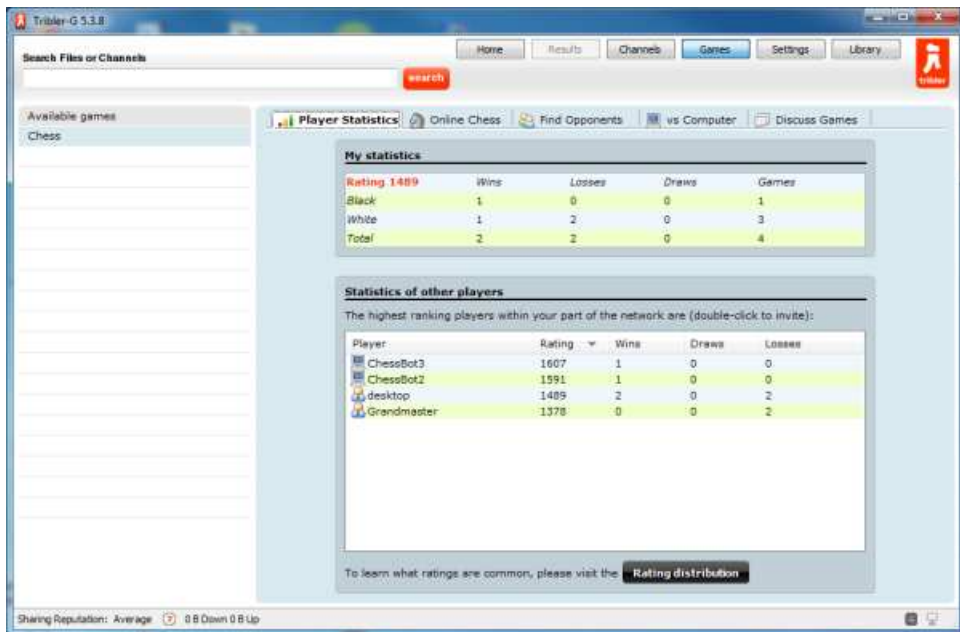 Tribler-G 5.3.8
Search Files or Channels
search
Home Results Channels Games Settings Library
tribler
Available games
Chess
Player Statistics Online Chess Find Opponents vs Computer Discuss Games
My statistics
Rating 1489 Wins Losses Draws Games
Black 1 0 0 1
White 1 2 0 3
Total 2 2 0 4
Statistics of other players
The highest ranking players within your part of the network are (double-click to invite):
Player Rating Wins Draws Losses
ChessBot3 1607 1 0 0
ChessBot2 1591 1 0 0
desktop 1489 2 0 2
Grandmaster 1378 0 0 2
To learn what ratings are common, please visit the Rating distribution
Sharing Reputation: Average ? 0 B Down 0 B Up